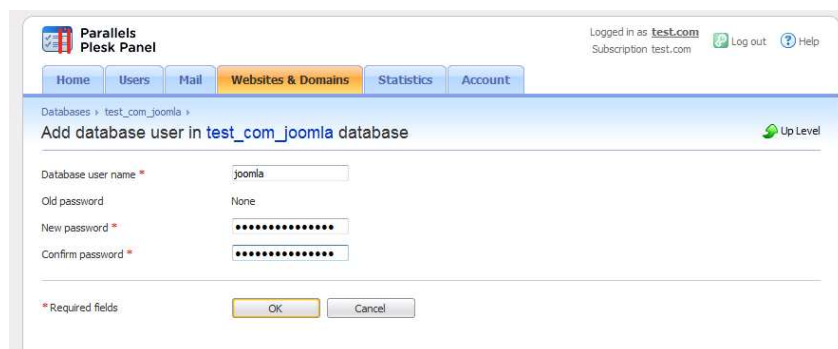 Parallels
Plesk Panel
Logged in as test.com
Subscription test.com
Log out
Help
Home
Users
Mail
Websites & Domains
Statistics
Account
Databases › test_com_joomla ›
Add database user in test_com_joomla database
Up Level
Database user name *
joomla
Old password
None
New password *
●●●●●●●●●●●●●●●
Confirm password *
●●●●●●●●●●●●●●●
* Required fields
OK
Cancel